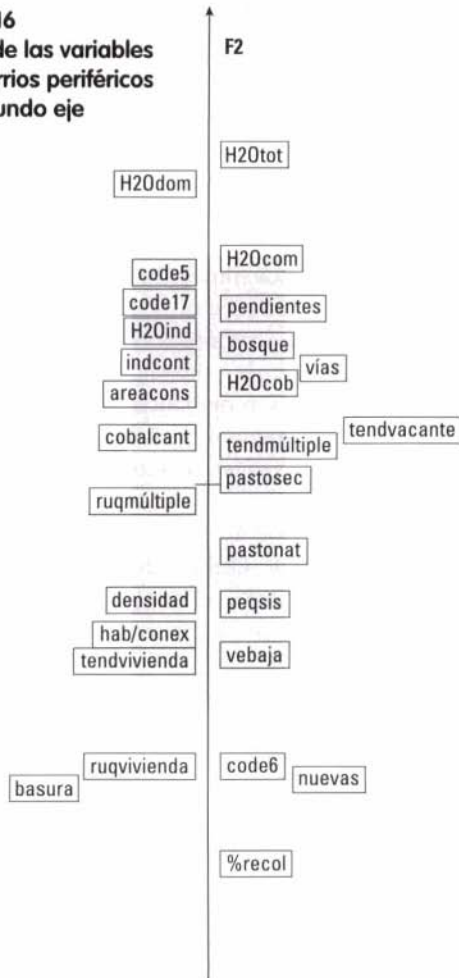 16
de las variables
rrios periféricos
undo eje
F2
H2Otot
H2Odom
H2Ocom
code5
code17
pendientes
H2Oind
bosque
indcont
vías
H2Ocob
areacons
cobalcant
tendvacante
tendmúltiple
pastosec
ruqmúltiple
pastonat
densidad
peqsis
hab/conex
tendvivienda
vebaja
ruqvivienda
code6
nuevas
basura
%recol